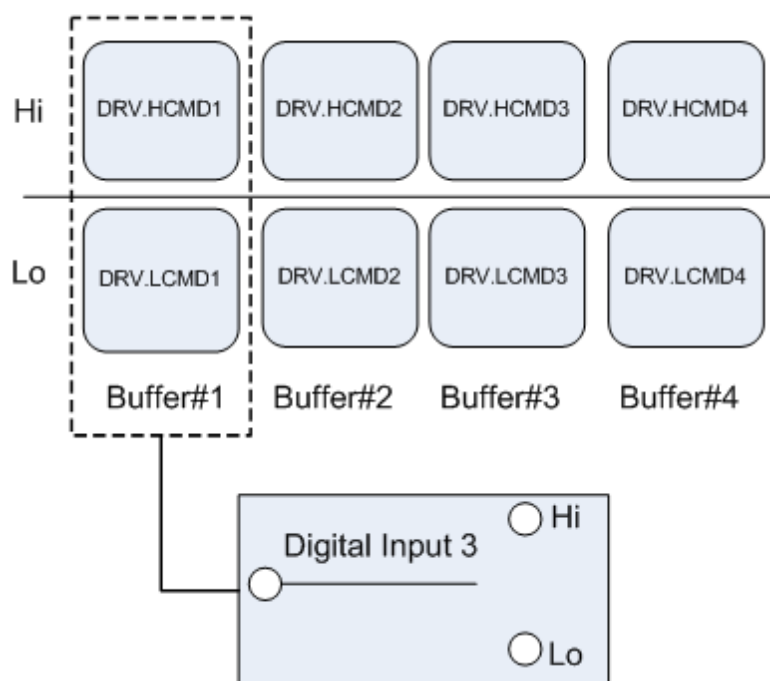 Hi
DRV.HCMD1 DRV.HCMD2 DRV.HCMD3 DRV.HCMD4
Lo
DRV.LCMD1 DRV.LCMD2 DRV.LCMD3 DRV.LCMD4
Buffer#1 Buffer#2 Buffer#3 Buffer#4
Hi
Digital Input 3
Lo